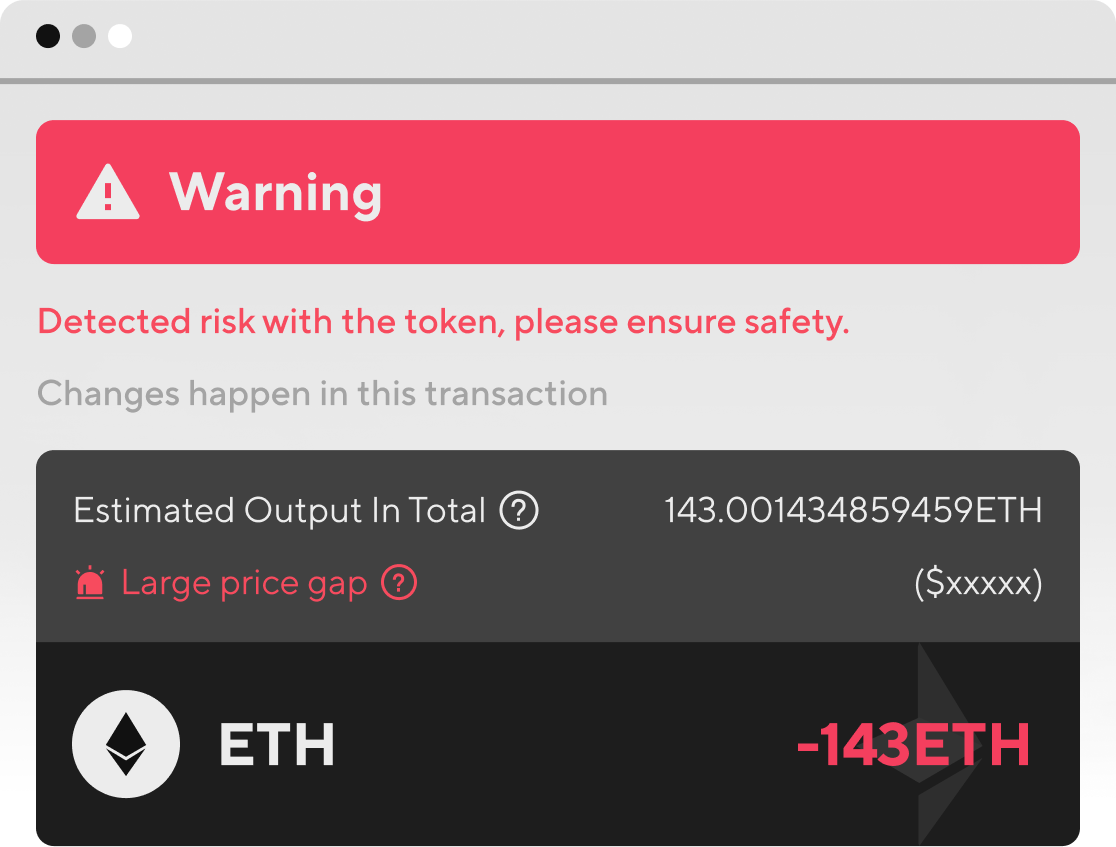 Warning
Detected risk with the token, please ensure safety.
Changes happen in this transaction
Estimated Output In Total ? 143.001434859459ETH
Large price gap ? ($xxxxx)
ETH -143ETH